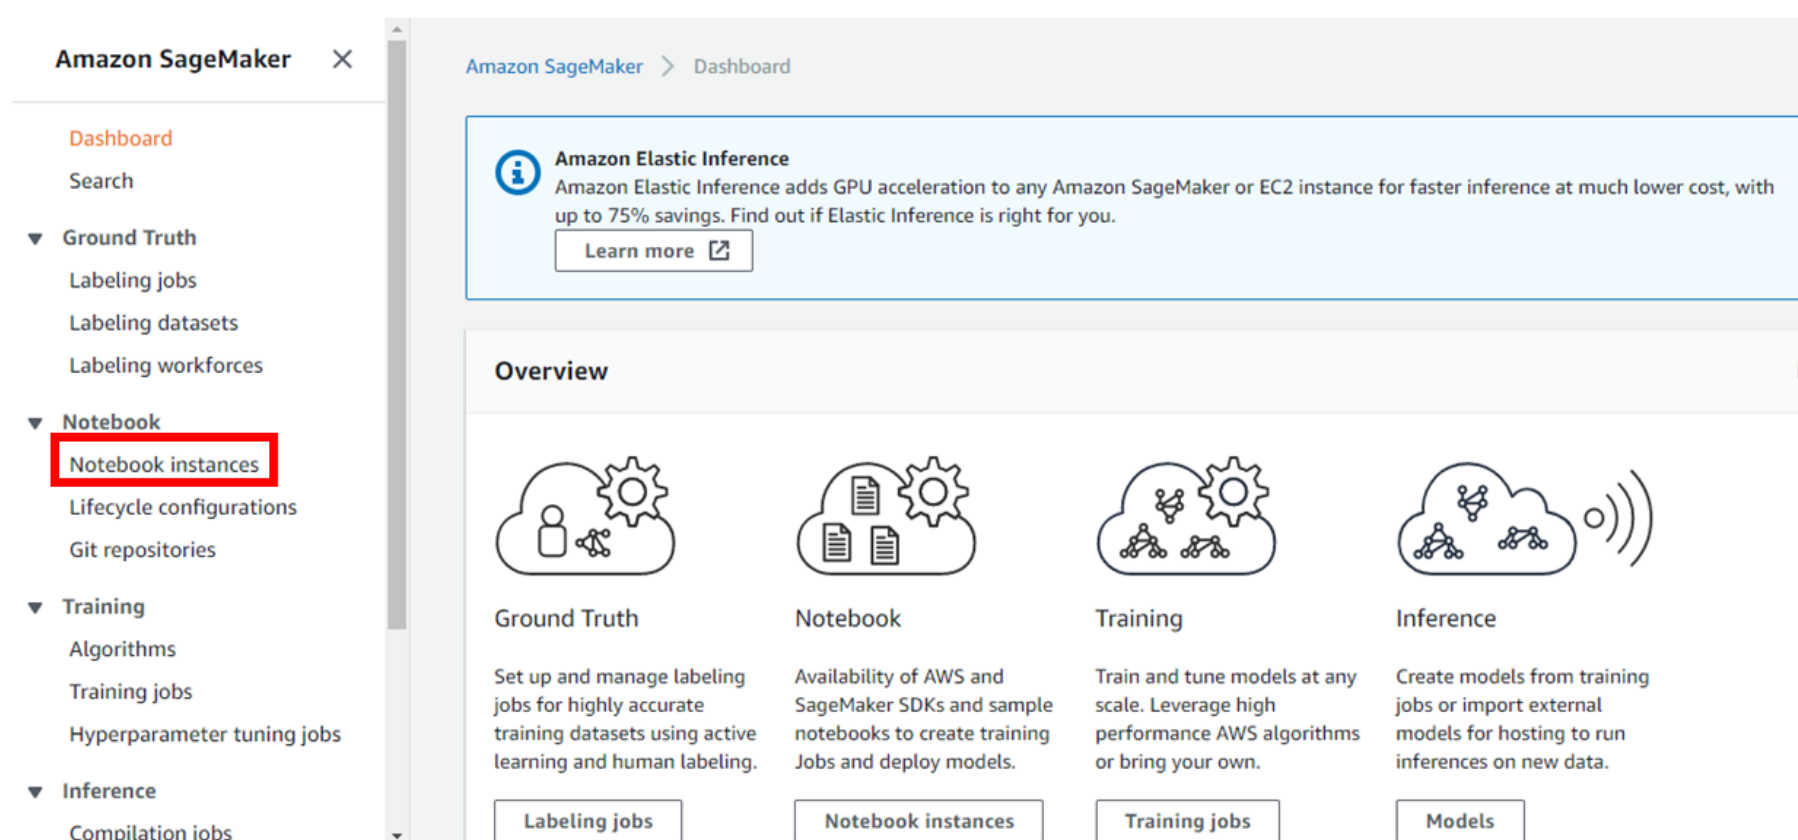 Amazon SageMaker
Dashboard
Search
Ground Truth
Labeling jobs
Labeling datasets
Labeling workforces
Notebook
Notebook instances
Lifecycle configurations
Git repositories
Training
Algorithms
Training jobs
Hyperparameter tuning jobs
Inference
Compilation jobs
Amazon SageMaker > Dashboard
Amazon Elastic Inference
Amazon Elastic Inference adds GPU acceleration to any Amazon SageMaker or EC2 instance for faster inference at much lower cost, with
up to 75% savings. Find out if Elastic Inference is right for you.
Learn more
Overview
Ground Truth
Set up and manage labeling
jobs for highly accurate
training datasets using active
learning and human labeling.
Labeling jobs
Notebook
Availability of AWS and
SageMaker SDKs and sample
notebooks to create training
Jobs and deploy models.
Notebook instances
Training
Train and tune models at any
scale. Leverage high
performance AWS algorithms
or bring your own.
Training jobs
Inference
Create models from training
jobs or import external
models for hosting to run
inferences on new data.
Models